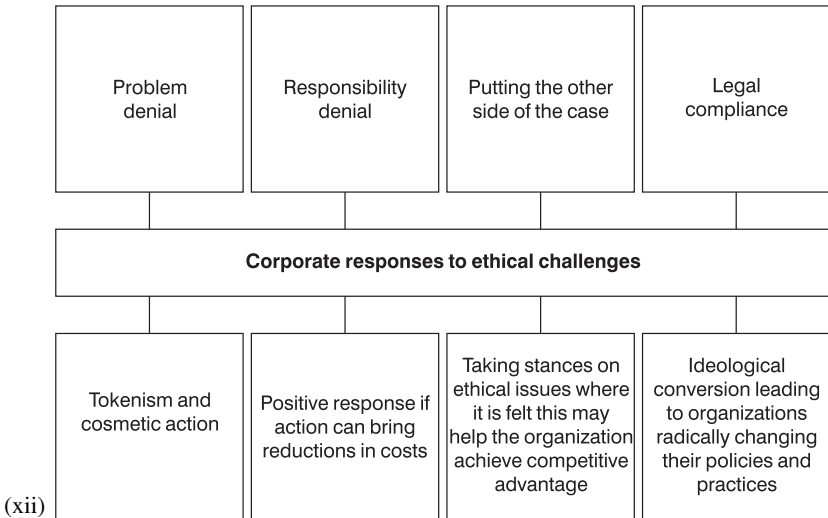 Problem
denial
Responsibility
denial
Putting the other
side of the case
Legal
compliance
Corporate responses to ethical challenges
Tokenism and
cosmetic action
Positive response if
action can bring
reductions in costs
Taking stances on
ethical issues where
it is felt this may
help the organization
achieve competitive
advantage
Ideological
conversion leading
to organizations
radically changing
their policies and
practices
(xii)